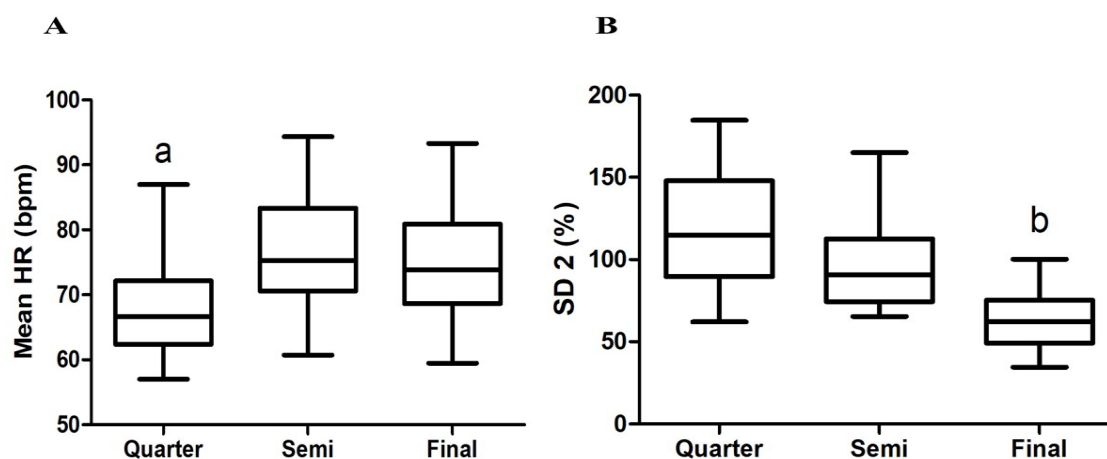 A
Mean HR (bpm)
100
90
80
70
60
50
a
Quarter Semi Final
B
SD 2 (%)
200
150
100
50
0
b
Quarter Semi Final